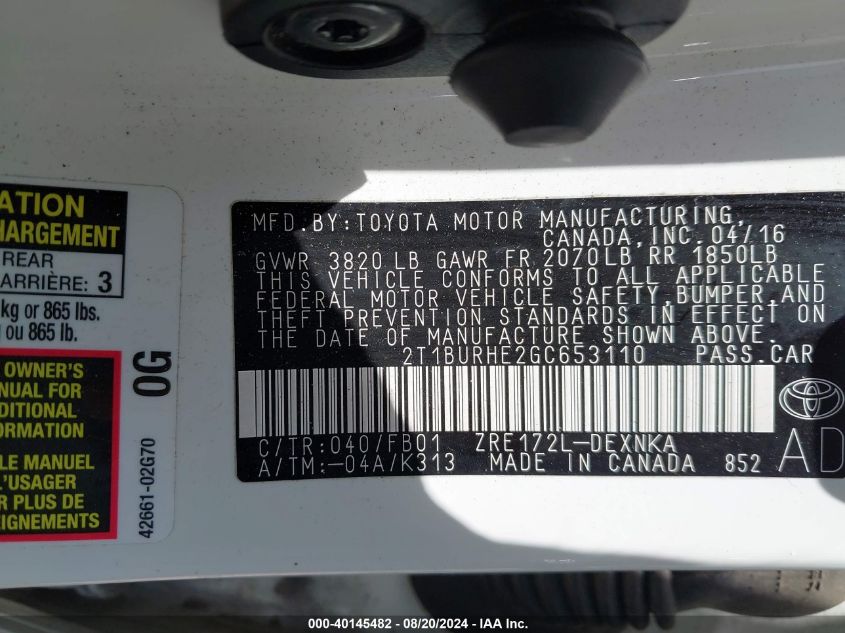 ATION
HARGEMENT
REAR
ARRIÈRE: 3
kg or 865 lbs.
ou 865 lb.
OWNER'S
NUAL FOR
DITIONAL
ORMATION
LE MANUEL
L'USAGER
R PLUS DE
EIGNEMENTS
0G
42661-02G70
MFD.BY:TOYOTA MOTOR MANUFACTURING,
CANADA,INC.04/16
GVWR 3820 LB GAWR FR 2070LB RR 1850LB
THIS VEHICLE CONFORMS TO ALL APPLICABLE
FEDERAL MOTOR VEHICLE SAFETY,BUMPER,AND
THEFT PREVENTION STANDARDS IN EFFECT ON
THE DATE OF MANUFACTURE SHOWN ABOVE.
2T1BURHE2GC653110 PASS.CAR
C/TR:040/FB01 ZRE172L-DEXNKA
A/TM:-04A/K313 MADE IN CANADA 852
AD
000-40145482 - 08/20/2024 - IAA Inc.